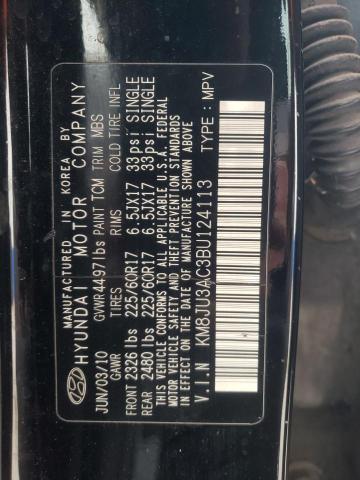 MANUFACTURED IN KOREA BY
HYUNDAI MOTOR COMPANY
JUN/03/10 GVWR4497lbs PAINT TCM TRIM MBS
GAWR TIRES RIMS COLD TIRE INFL
FRONT 2326 lbs 225/60R17 6.5JX17 33psi SINGLE
REAR 2480 lbs 225/60R17 6.5JX17 33psi SINGLE
THIS VEHICLE CONFORMS TO ALL APPLICABLE U.S.A. FEDERAL
MOTOR VEHICLE SAFETY AND THEFT PREVENTION STANDARDS
IN EFFECT ON THE DATE OF MANUFACTURE SHOWN ABOVE.
V.I.N KM8JU3AC3BU124113 TYPE: MPV